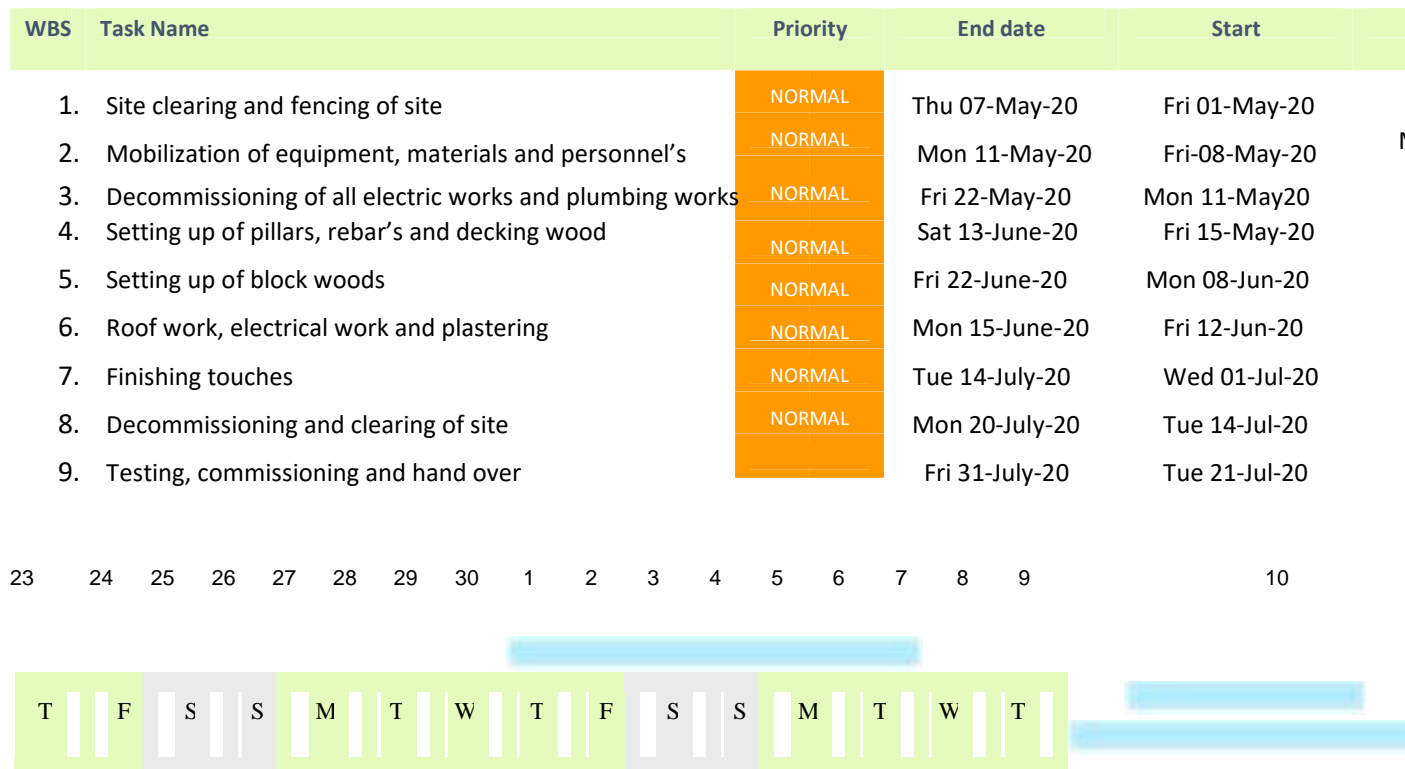 WBS Task Name Priority End date Start
1. Site clearing and fencing of site NORMAL Thu 07-May-20 Fri 01-May-20
2. Mobilization of equipment, materials and personnel’s NORMAL Mon 11-May-20 Fri-08-May-20
3. Decommissioning of all electric works and plumbing works NORMAL Fri 22-May-20 Mon 11-May20
4. Setting up of pillars, rebar’s and decking wood NORMAL Sat 13-June-20 Fri 15-May-20
5. Setting up of block woods NORMAL Fri 22-June-20 Mon 08-Jun-20
6. Roof work, electrical work and plastering NORMAL Mon 15-June-20 Fri 12-Jun-20
7. Finishing touches NORMAL Tue 14-July-20 Wed 01-Jul-20
8. Decommissioning and clearing of site NORMAL Mon 20-July-20 Tue 14-Jul-20
9. Testing, commissioning and hand over Fri 31-July-20 Tue 21-Jul-20
23 24 25 26 27 28 29 30 1 2 3 4 5 6 7 8 9 10
T F S S M T W T F S S M T W T